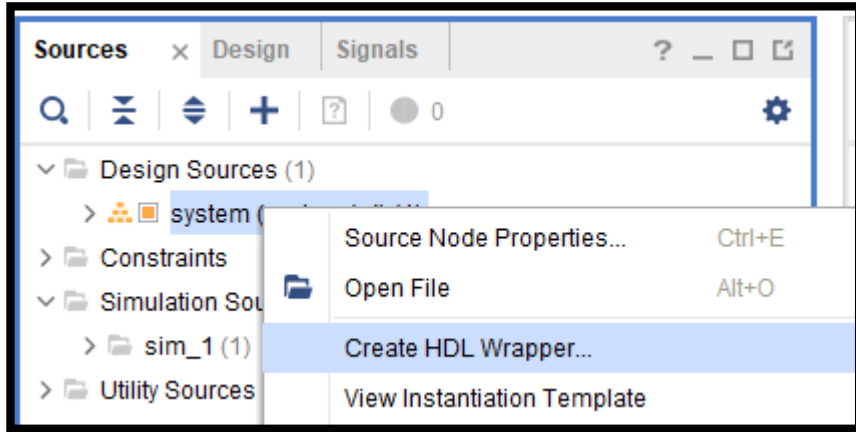 Sources × Design Signals ? _
0
Design Sources (1)
system (
Source Node Properties... Ctrl+E
Constraints
Open File Alt+O
Simulation Sou
sim_1 (1)
Create HDL Wrapper...
Utility Sources
View Instantiation Template